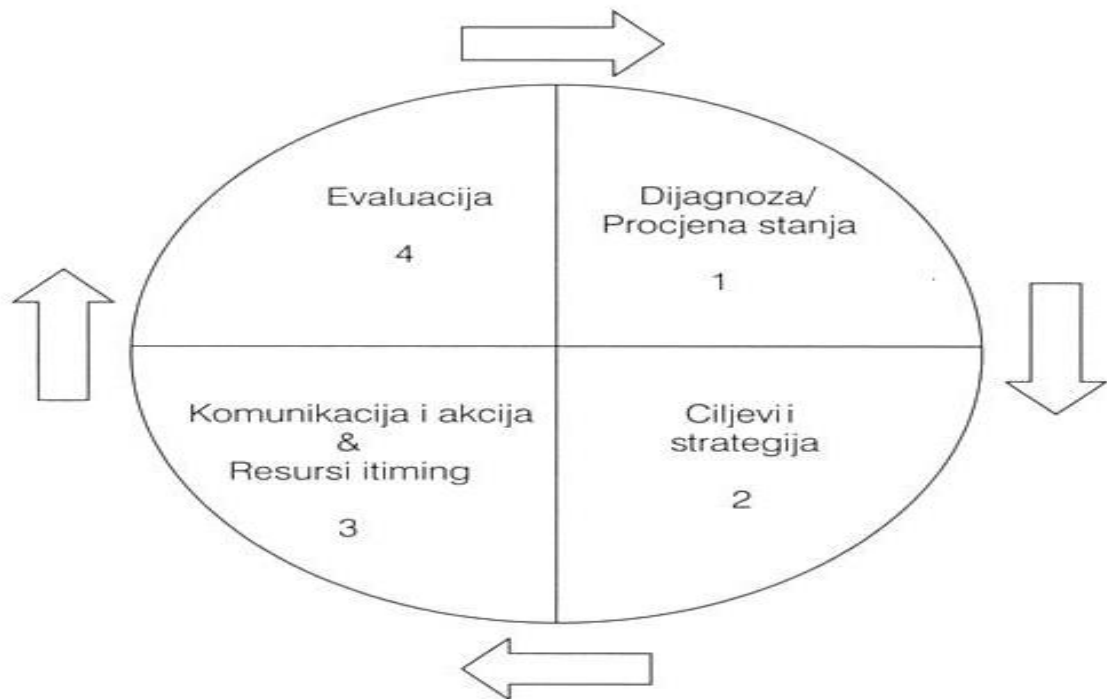 Evaluacija
4
Dijagnoza/
Procjena stanja
1
Komunikacija i akcija
&
Resursi itiming
3
Ciljevi i
strategija
2